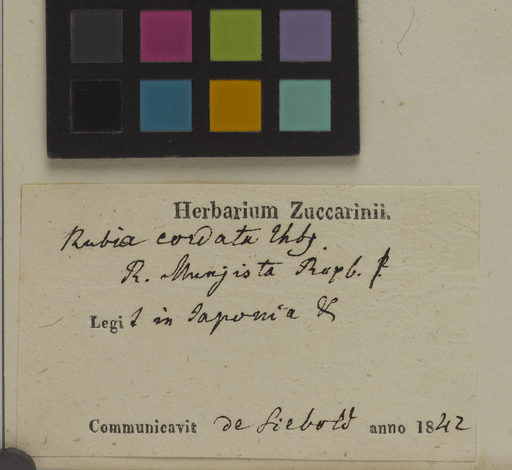 Herbarium Zuccarinii.
Rubia cordata Thbg.
R. Mungista Roxb. β.
Legit in Japonia
Communicavit de Siebold anno 1842